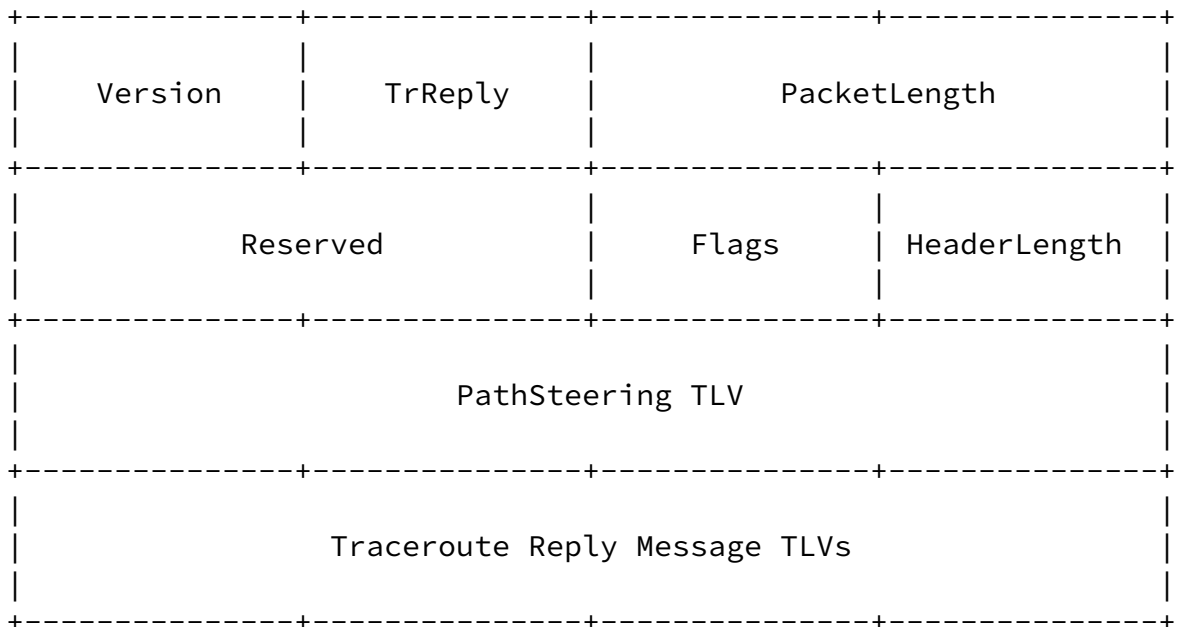 Version TrReply PacketLength
Reserved Flags HeaderLength
PathSteering TLV
Traceroute Reply Message TLVs